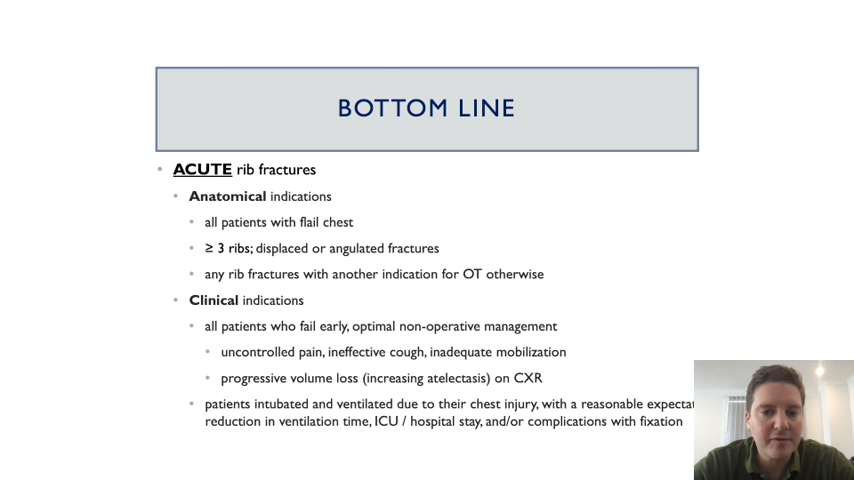 BOTTOM LINE
• ACUTE rib fractures
• Anatomical indications
• all patients with flail chest
• ≥ 3 ribs; displaced or angulated fractures
• any rib fractures with another indication for OT otherwise
• Clinical indications
• all patients who fail early, optimal non-operative management
• uncontrolled pain, ineffective cough, inadequate mobilization
• progressive volume loss (increasing atelectasis) on CXR
• patients intubated and ventilated due to their chest injury, with a reasonable
reduction in ventilation time, ICU / hospital stay, and/or complications with fixation